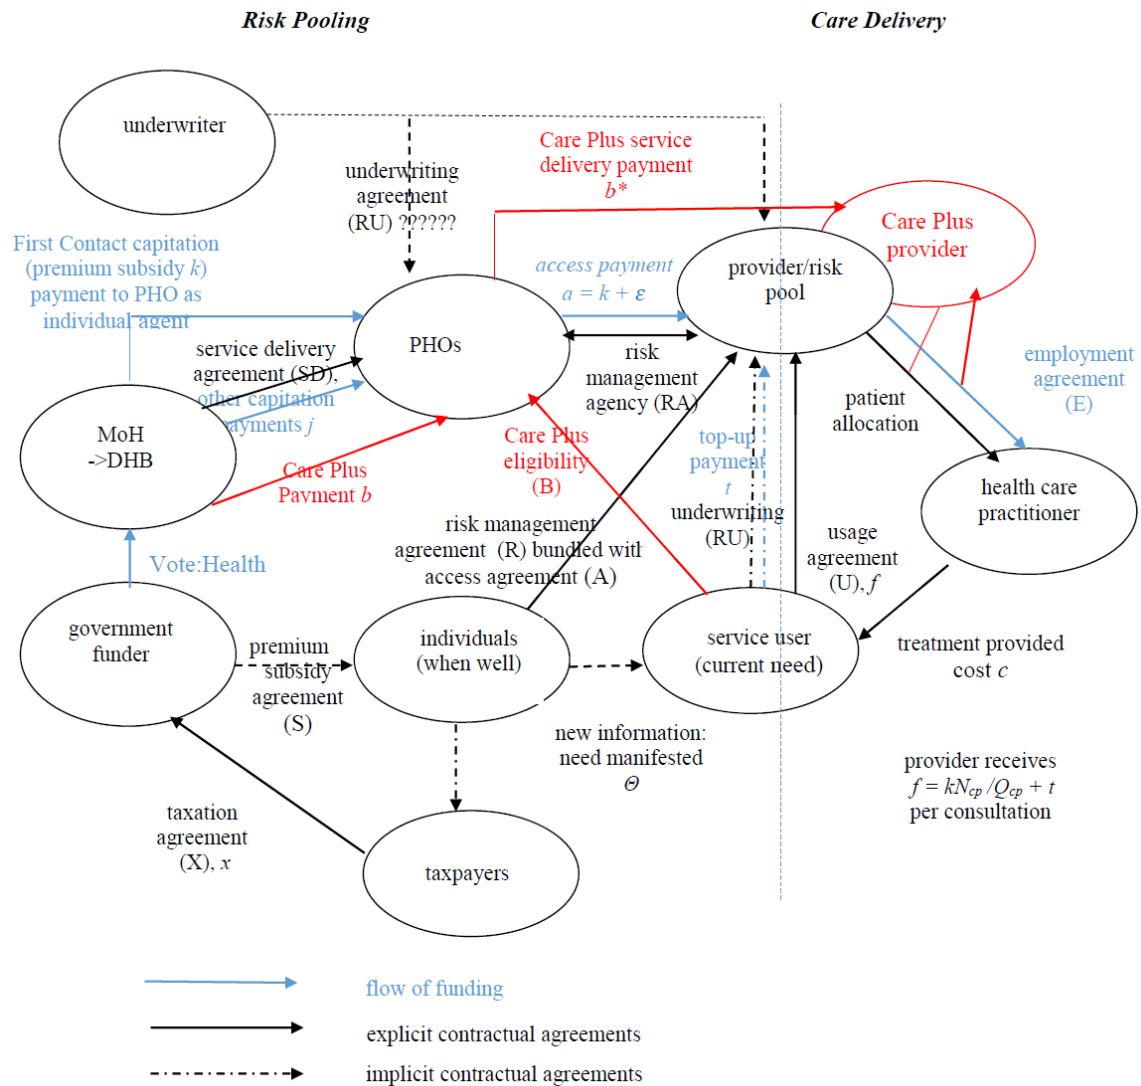 Risk Pooling
Care Delivery
underwriter
underwriting
agreement
(RU) ??????
Care Plus service
delivery payment
b*
Care Plus
provider
First Contact capitation
(premium subsidy k)
payment to PHO as
individual agent
access payment
a = k + ε
provider/risk
pool
PHOs
service delivery
agreement (SD),
other capitation
payments j
risk
management
agency (RA)
employment
agreement
(E)
patient
allocation
MoH
->DHB
Care Plus
Payment b
Care Plus
eligibility
(B)
top-up
payment
t
underwriting
(RU)
health care
practitioner
risk management
agreement (R) bundled with
access agreement (A)
usage
agreement
(U), f
Vote:Health
government
funder
premium
subsidy
agreement
(S)
individuals
(when well)
service user
(current need)
treatment provided
cost c
new information:
need manifested
Θ
provider receives
f = kNcp /Qcp + t
per consultation
taxation
agreement
(X), x
taxpayers
flow of funding
explicit contractual agreements
implicit contractual agreements